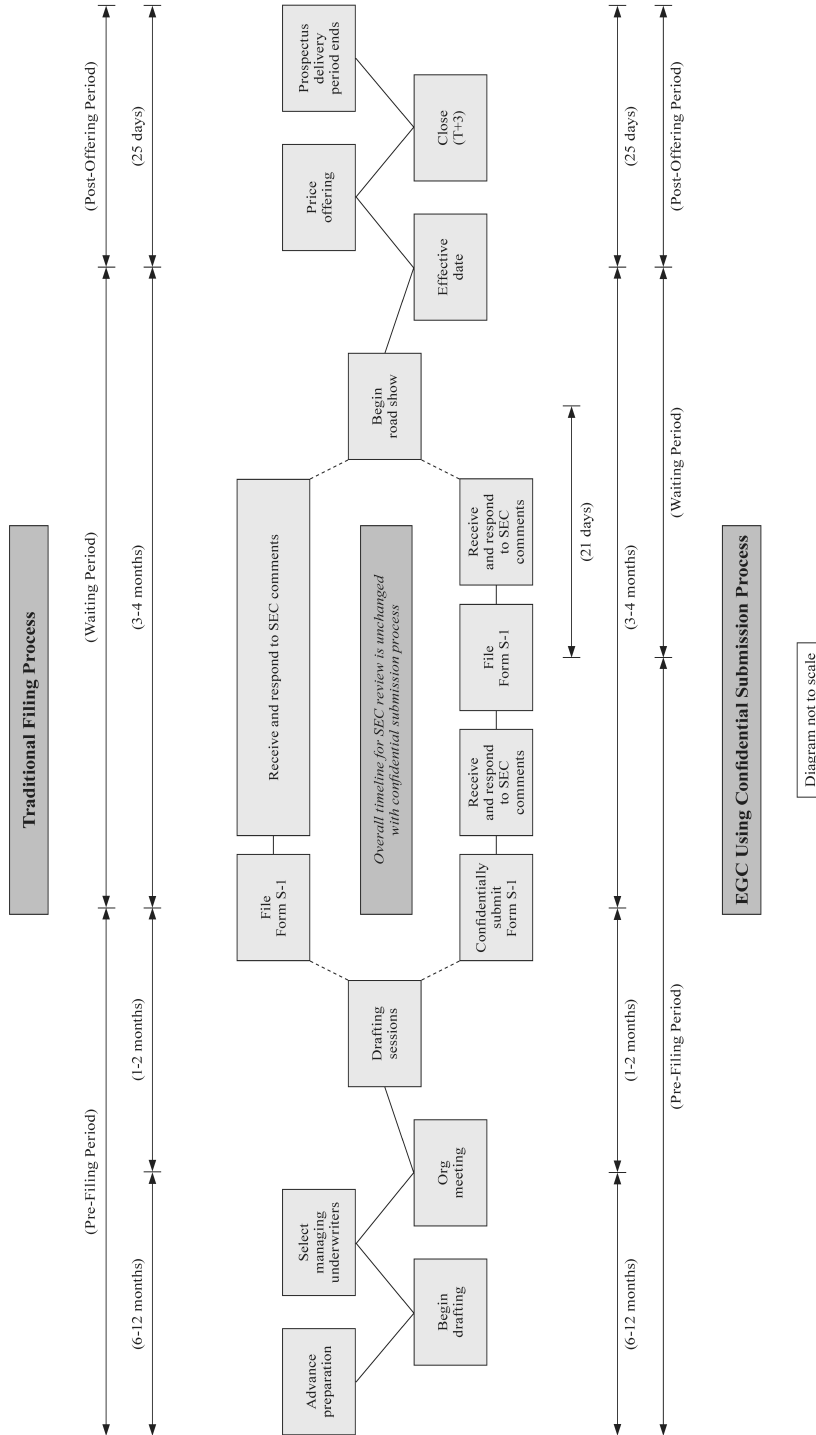 Traditional Filing Process
(Pre-Filing Period)
(Waiting Period)
(Post-Offering Period)
(6-12 months)
(1-2 months)
(3-4 months)
(25 days)
Advance
preparation
Begin
drafting
Select
managing
underwriters
Org
meeting
Drafting
sessions
File
Form S-1
Receive and respond to SEC comments
Overall timeline for SEC review is unchanged
with confidential submission process
Confidentially
submit
Form S-1
Receive
and respond
to SEC
comments
File
Form S-1
Receive
and respond
to SEC
comments
Begin
road show
Effective
date
Price
offering
Close
(T+3)
Prospectus
delivery
period ends
(21 days)
(6-12 months)
(1-2 months)
(3-4 months)
(25 days)
(Pre-Filing Period)
(Waiting Period)
(Post-Offering Period)
EGC Using Confidential Submission Process
Diagram not to scale